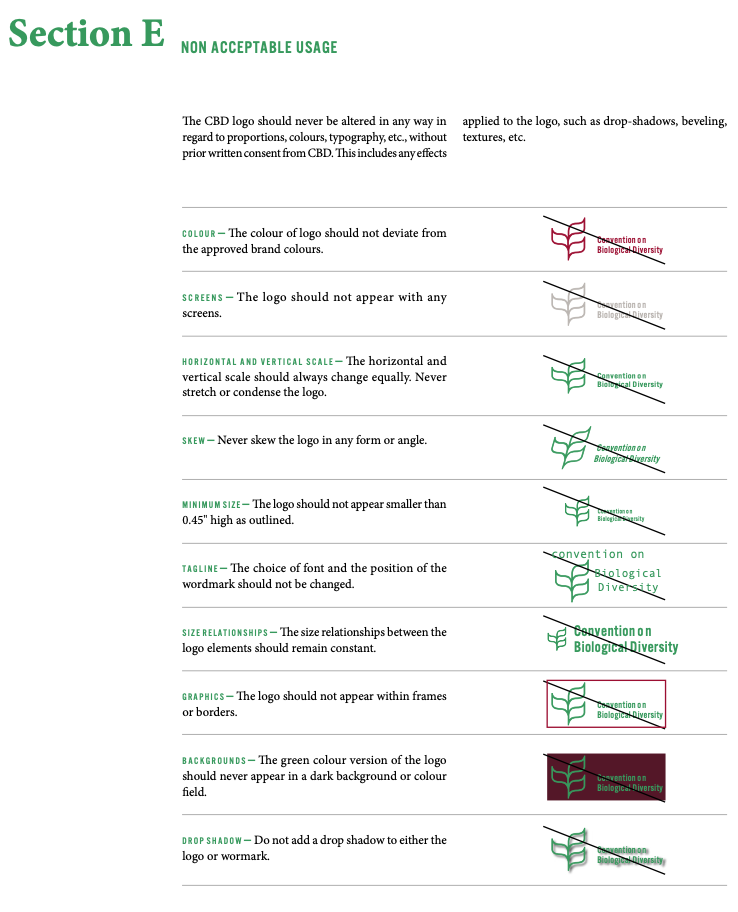 Section E
NON ACCEPTABLE USAGE
The CBD logo should never be altered in any way in
regard to proportions, colours, typography, etc., without
prior written consent from CBD. This includes any effects
applied to the logo, such as drop-shadows, beveling,
textures, etc.
COLOUR — The colour of logo should not deviate from
the approved brand colours.
Convention on
Biological Diversity
SCREENS — The logo should not appear with any
screens.
Convention on
Biological Diversity
HORIZONTAL AND VERTICAL SCALE — The horizontal and
vertical scale should always change equally. Never
stretch or condense the logo.
Convention on
Biological Diversity
SKEW — Never skew the logo in any form or angle.
Convention on
Biological Diversity
MINIMUM SIZE — The logo should not appear smaller than
0.45" high as outlined.
Convention on
Biological Diversity
TAGLINE — The choice of font and the position of the
wordmark should not be changed.
convention on
Biological
Diversity
SIZE RELATIONSHIPS — The size relationships between the
logo elements should remain constant.
Convention on
Biological Diversity
GRAPHICS — The logo should not appear within frames
or borders.
Convention on
Biological Diversity
BACKGROUNDS — The green colour version of the logo
should never appear in a dark background or colour
field.
Convention on
Biological Diversity
DROP SHADOW — Do not add a drop shadow to either the
logo or wormark.
Convention on
Biological Diversity